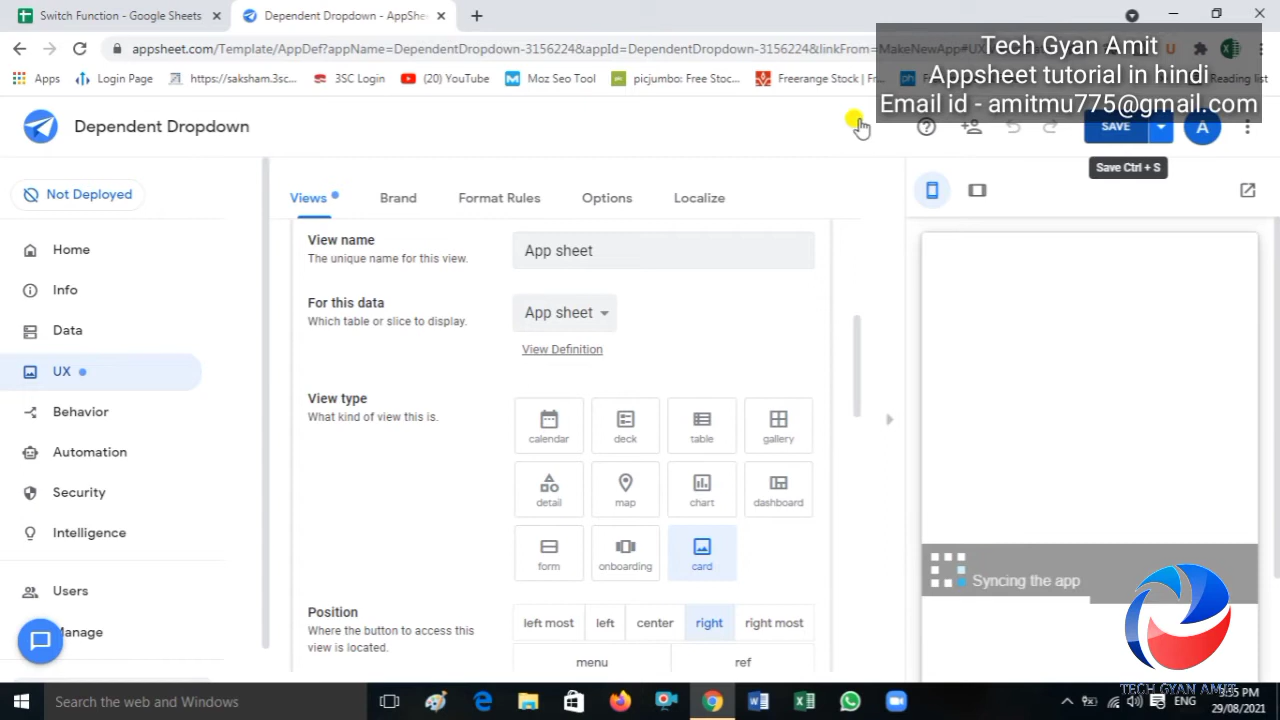 Switch Function - Google Sheets
Dependent Dropdown - AppShe
appsheet.com/Template/AppDef?appName=DependentDropdown-3156224&appId=DependentDropdown-3156224&linkFrom=MakeNewApp#UX
Tech Gyan Amit
Appsheet tutorial in hindi
Email id - amitmu775@gmail.com
Apps
Login Page
https://saksham.3sc...
3SC Login
(20) YouTube
Moz Seo Tool
picjumbo: Free Stoc...
Freerange Stock | Fr...
Reading list
Dependent Dropdown
SAVE
A
Save Ctrl + S
Not Deployed
Views
Brand
Format Rules
Options
Localize
Home
Info
Data
UX
Behavior
Automation
Security
Intelligence
Users
Manage
View name
The unique name for this view.
App sheet
For this data
Which table or slice to display.
App sheet
View Definition
View type
What kind of view this is.
calendar
deck
table
gallery
detail
map
chart
dashboard
form
onboarding
card
Position
Where the button to access this
view is located.
left most
left
center
right
right most
menu
ref
Syncing the app
TECH GYAN AMIT
Search the web and Windows
ENG
3:55 PM
29/08/2021